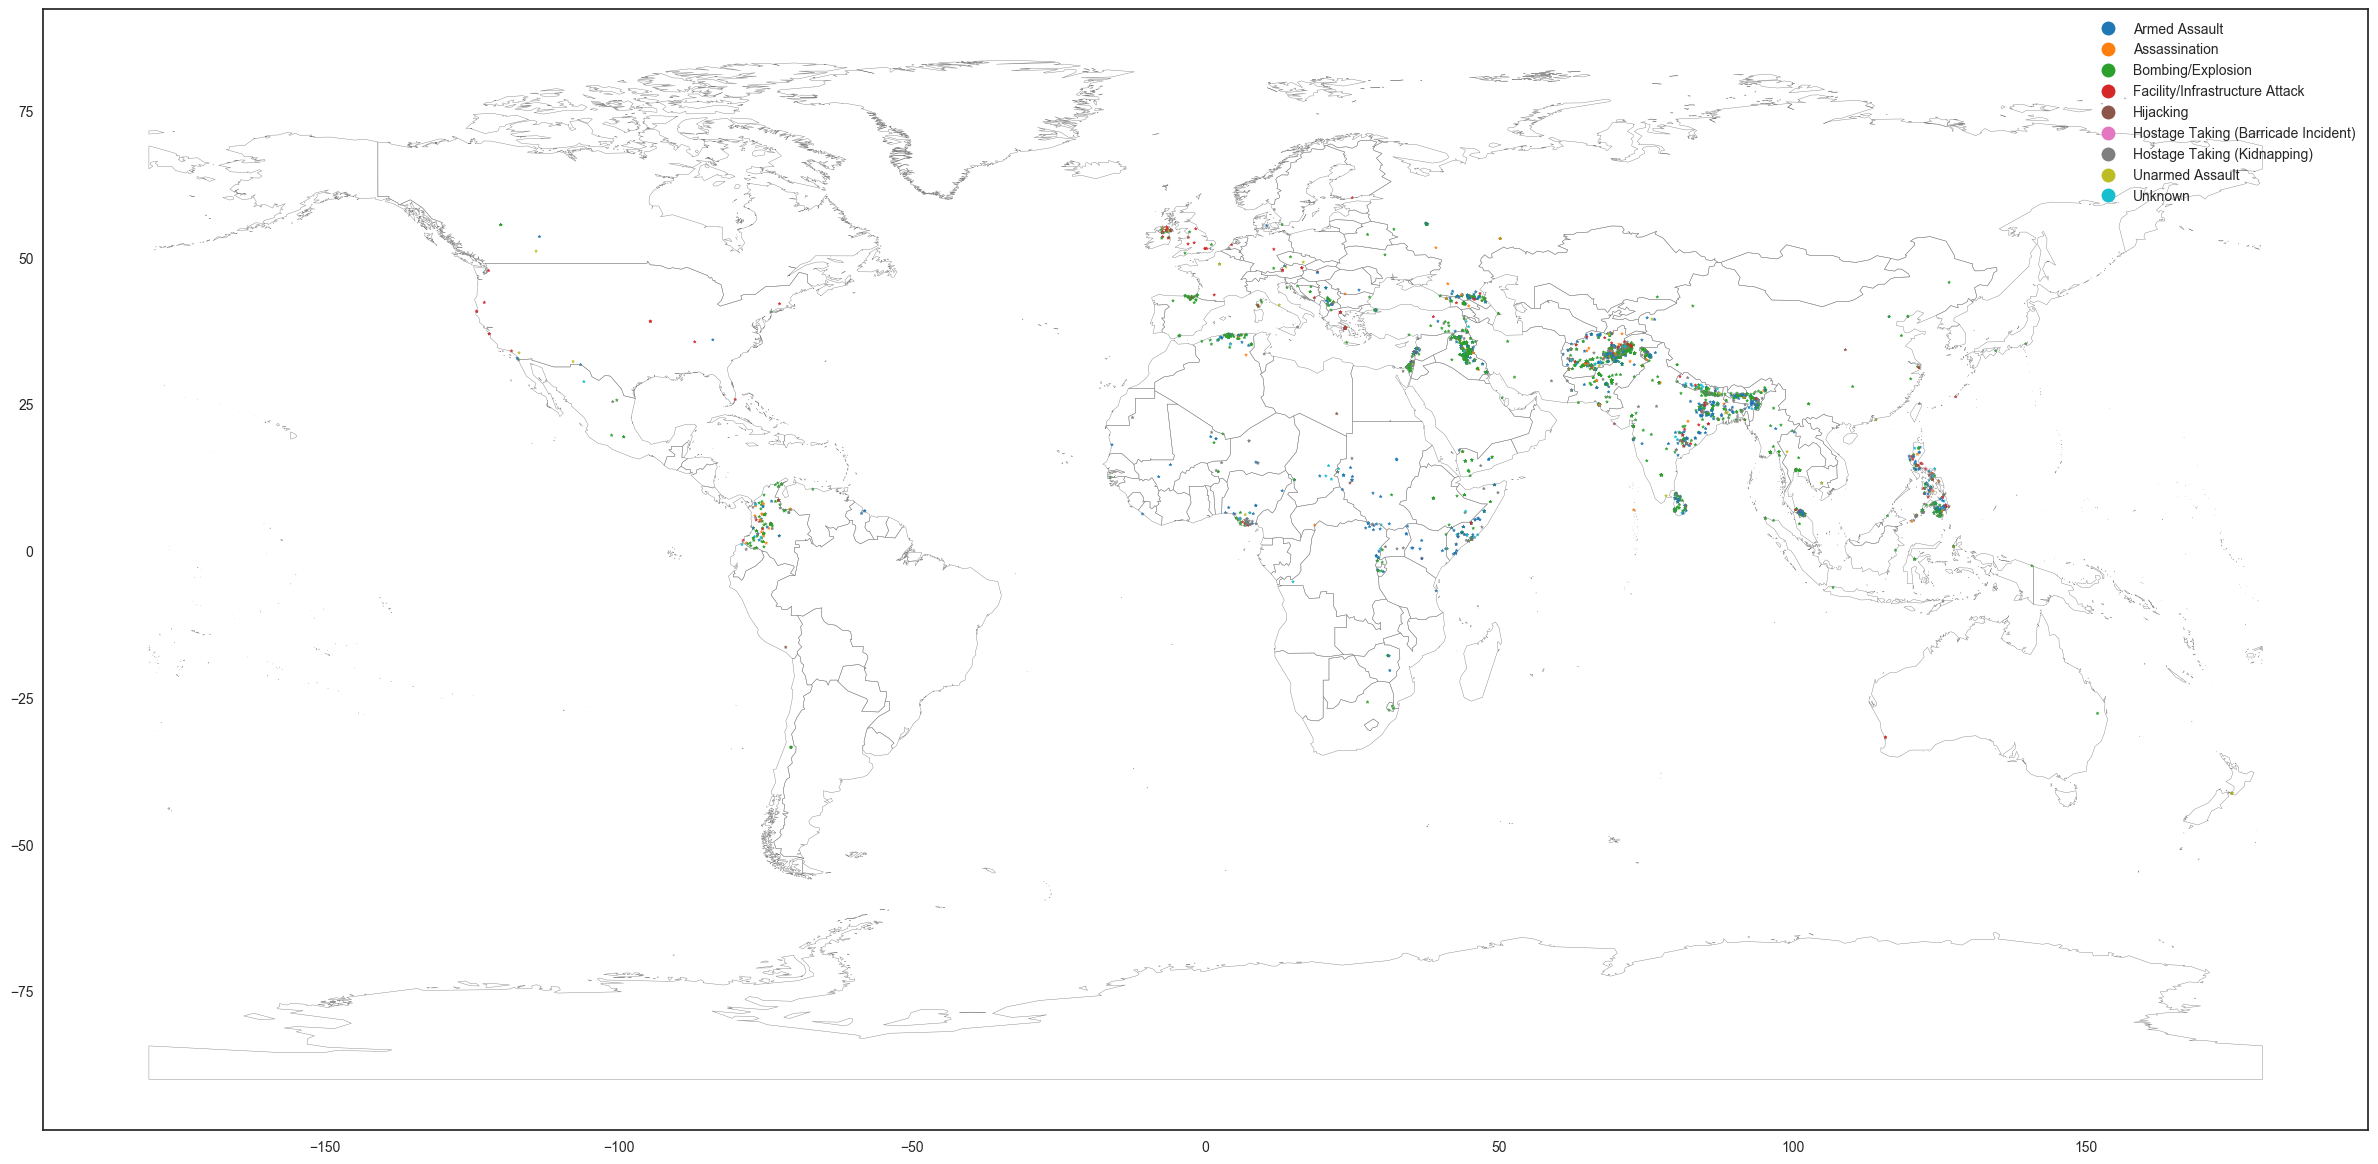 Armed Assault
Assassination
Bombing/Explosion
Facility/Infrastructure Attack
Hijacking
Hostage Taking (Barricade Incident)
Hostage Taking (Kidnapping)
Unarmed Assault
Unknown
75
50
25
0
−25
−50
−75
−150 −100 −50 0 50 100 150